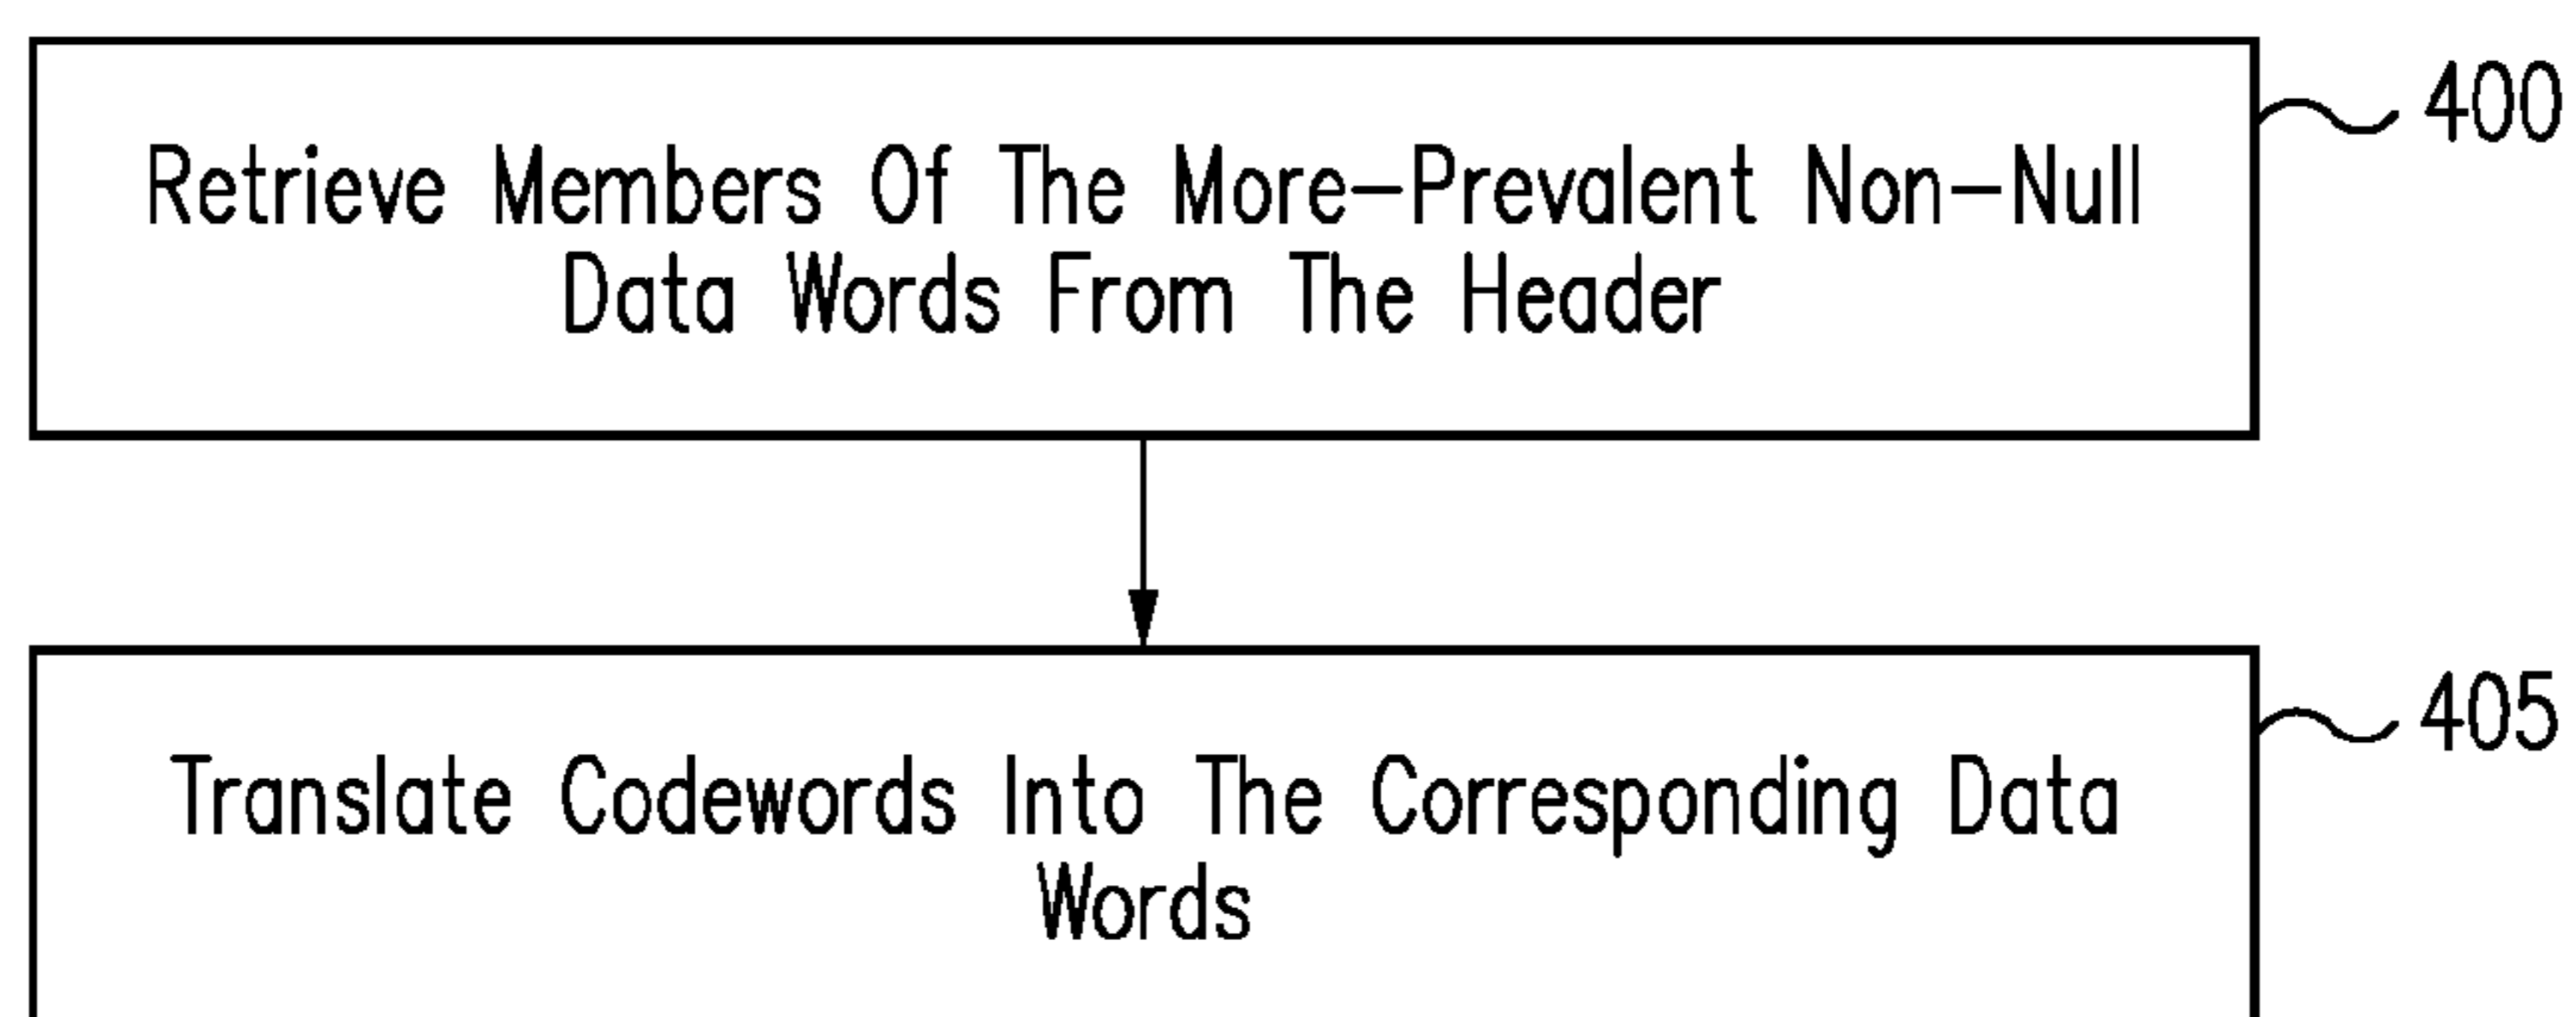 400
Retrieve Members Of The More-Prevalent Non-Null
Data Words From The Header
405
Translate Codewords Into The Corresponding Data
Words